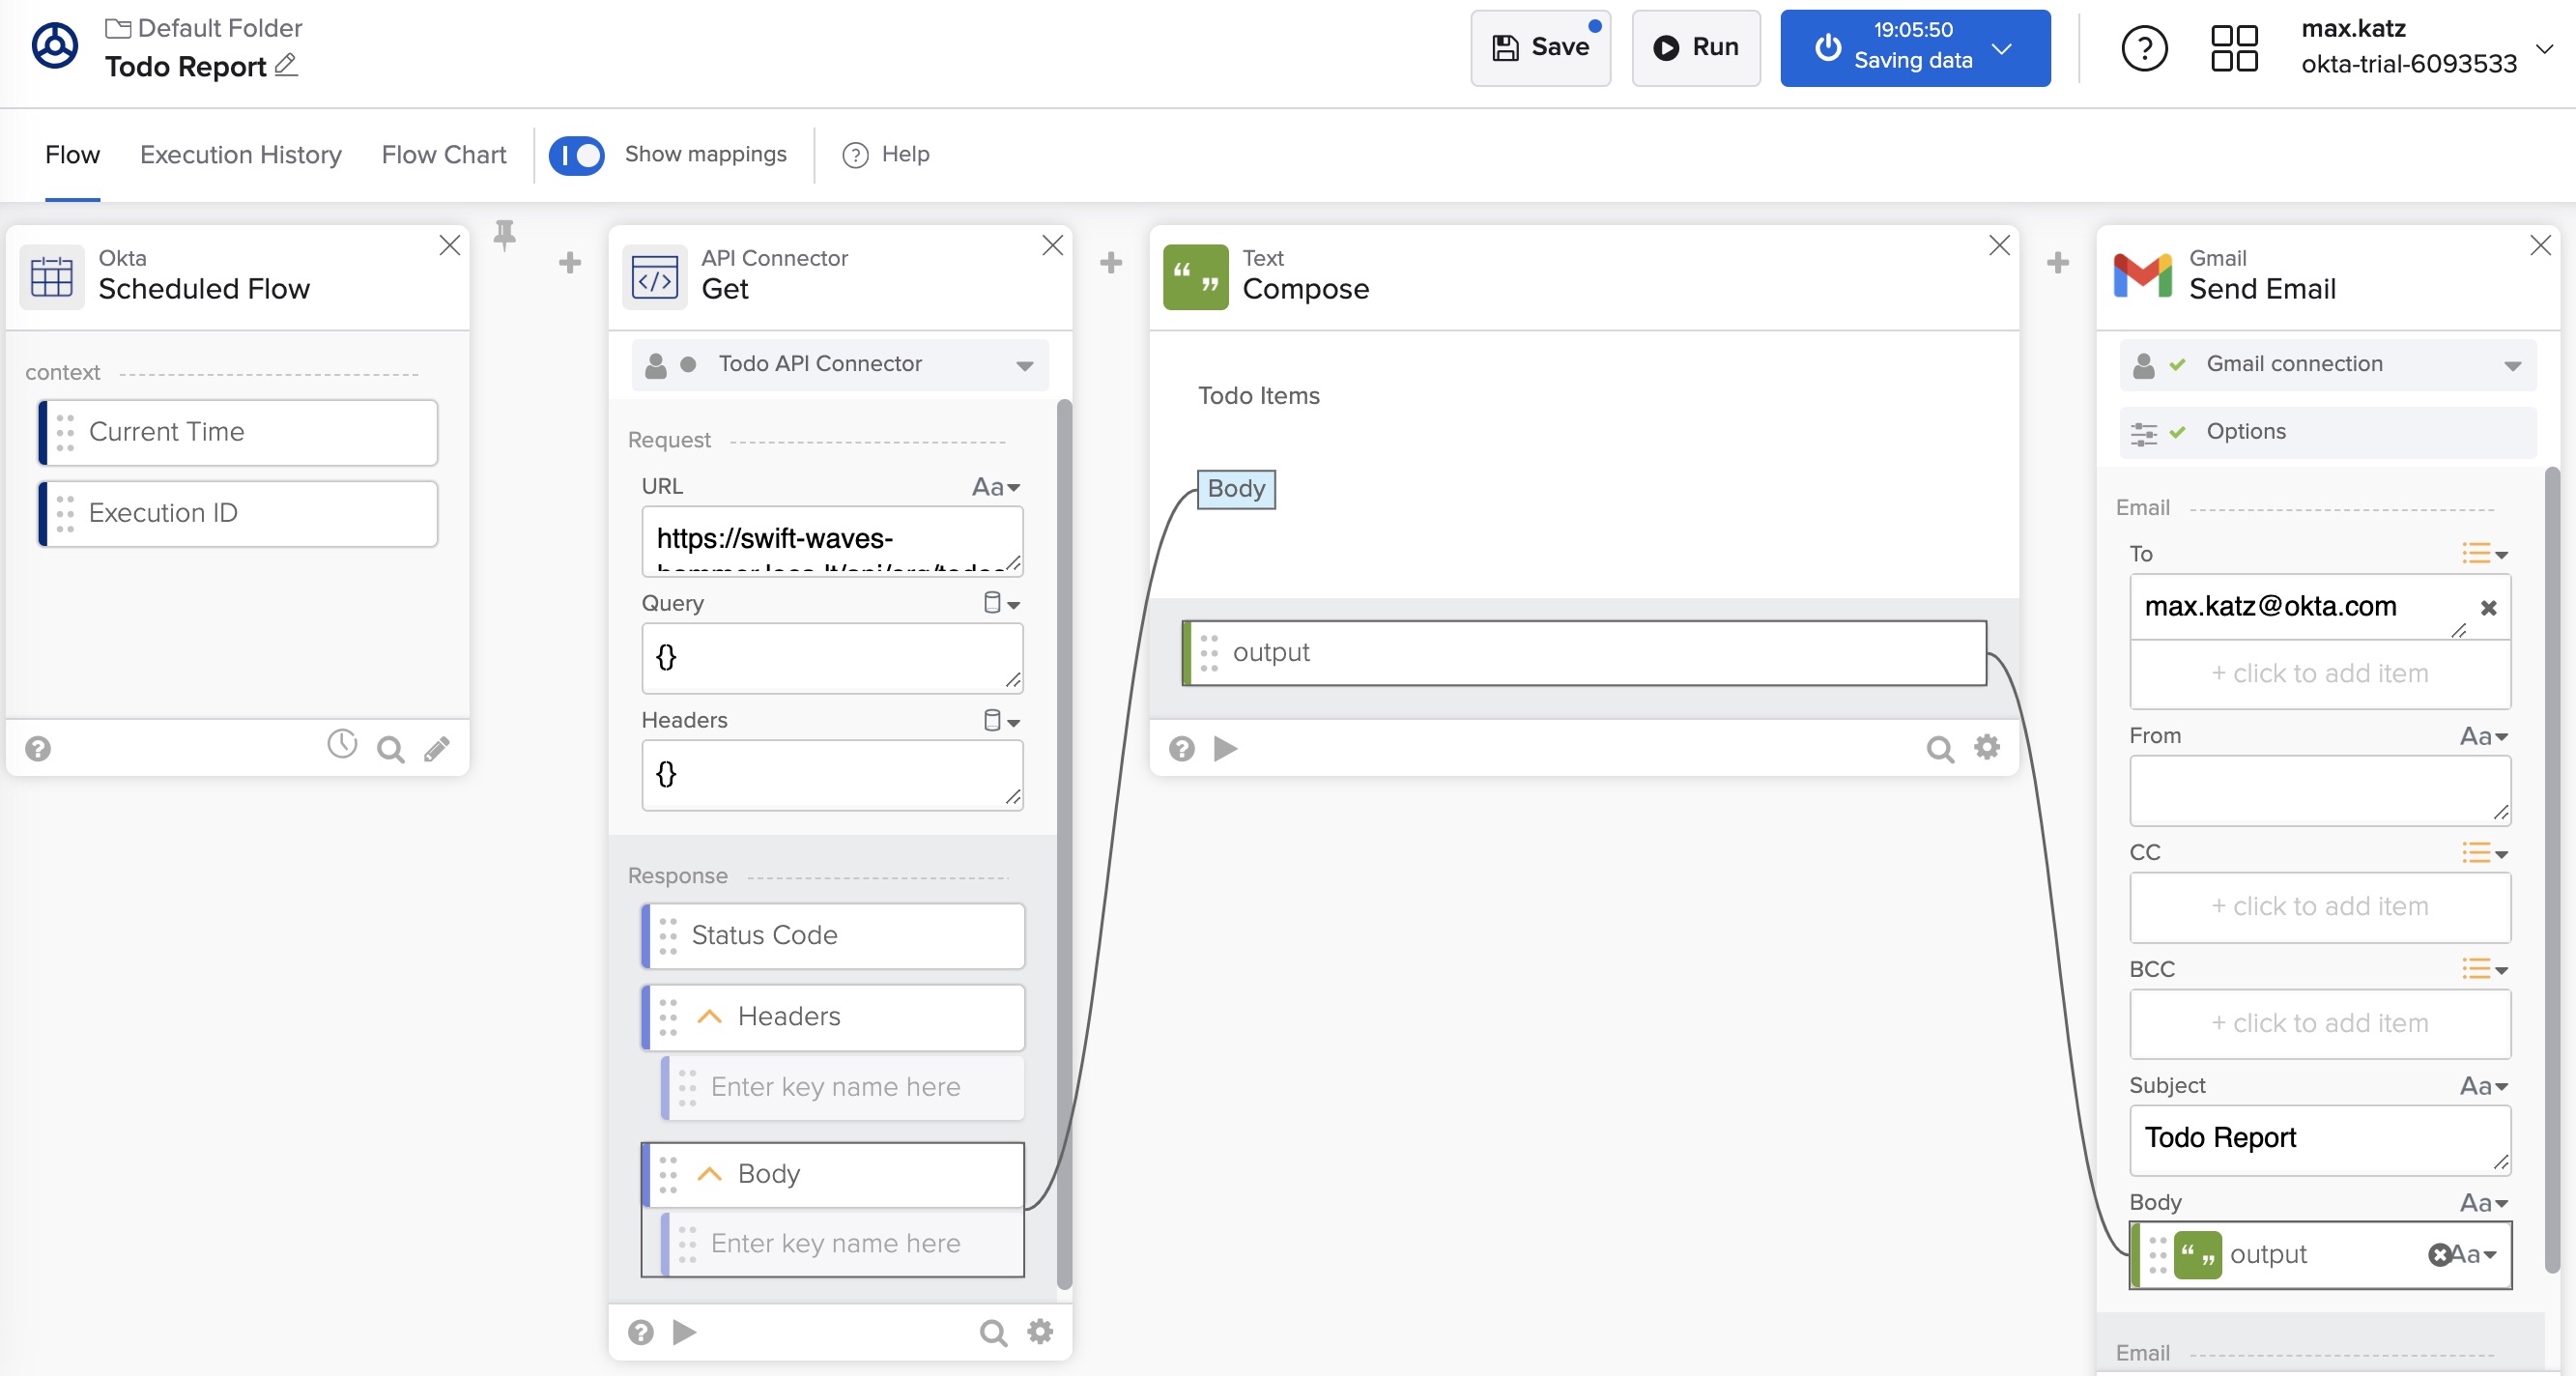 Default Folder
Todo Report
Save
Run
19:05:50
Saving data
max.katz
okta-trial-6093533
Flow
Execution History
Flow Chart
Show mappings
Help
Okta
Scheduled Flow
context
Current Time
Execution ID
API Connector
Get
Todo API Connector
Request
URL
Aa
https://swift-waves-
Query
{}
Headers
{}
Response
Status Code
Headers
Enter key name here
Body
Enter key name here
Text
Compose
Todo Items
Body
output
Gmail
Send Email
Gmail connection
Options
Email
To
max.katz@okta.com
+ click to add item
From
Aa
CC
+ click to add item
BCC
+ click to add item
Subject
Aa
Todo Report
Body
Aa
output
Aa
Email